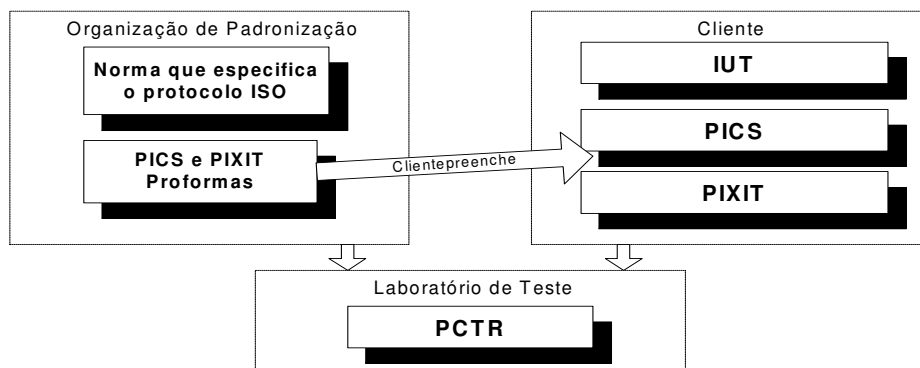 Organização de Padronização
Norma que especifica
o protocolo ISO
PICS e PIXIT
Proformas
Clientepreenche
Cliente
IUT
PICS
PIXIT
Laboratório de Teste
PCTR